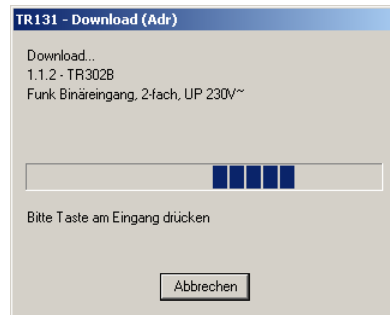 TR131 - Download (Adr)
Download...
1.1.2 - TR302B
Funk Binäreingang, 2-fach, UP 230V~
Bitte Taste am Eingang drücken
Abbrechen